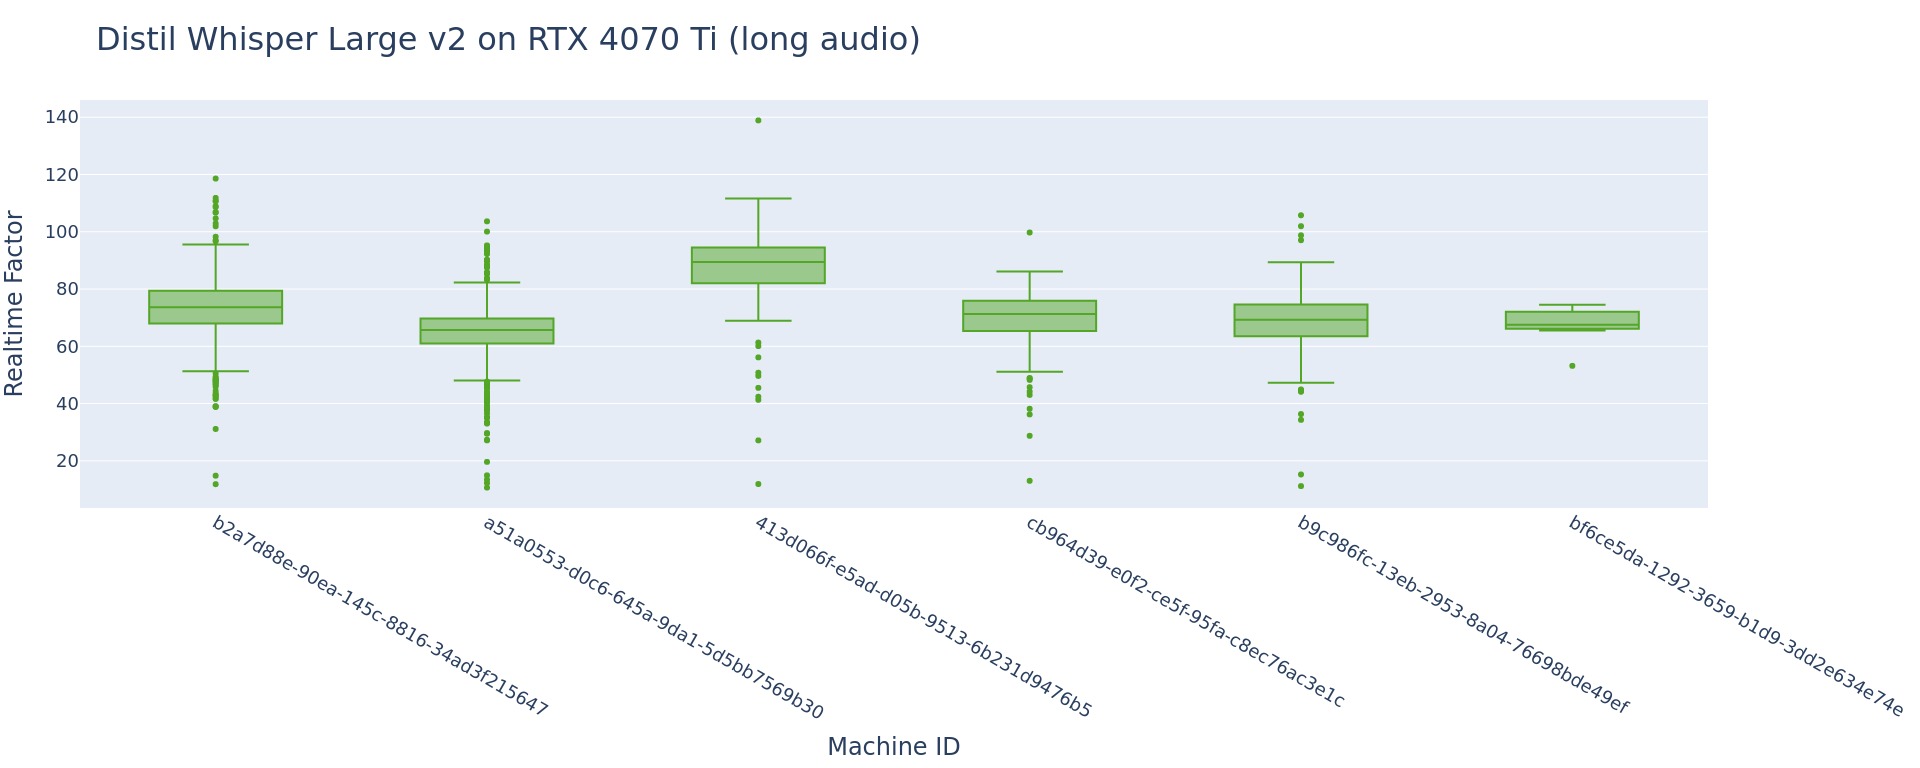 Distil Whisper Large v2 on RTX 4070 Ti (long audio)
Realtime Factor
140
120
100
80
60
40
20
b2a7d88e-90ea-145c-8816-34ad3f215647
a51a0553-d0c6-645a-9da1-5d5bb7569b30
413d066f-e5ad-d05b-9513-6b231d9476b5
cb964d39-e0f2-ce5f-95fa-c8ec76ac3e1c
b9c986fc-13eb-2953-8a04-76698bde49ef
bf6ce5da-1292-3659-b1d9-3dd2e634e74e
Machine ID